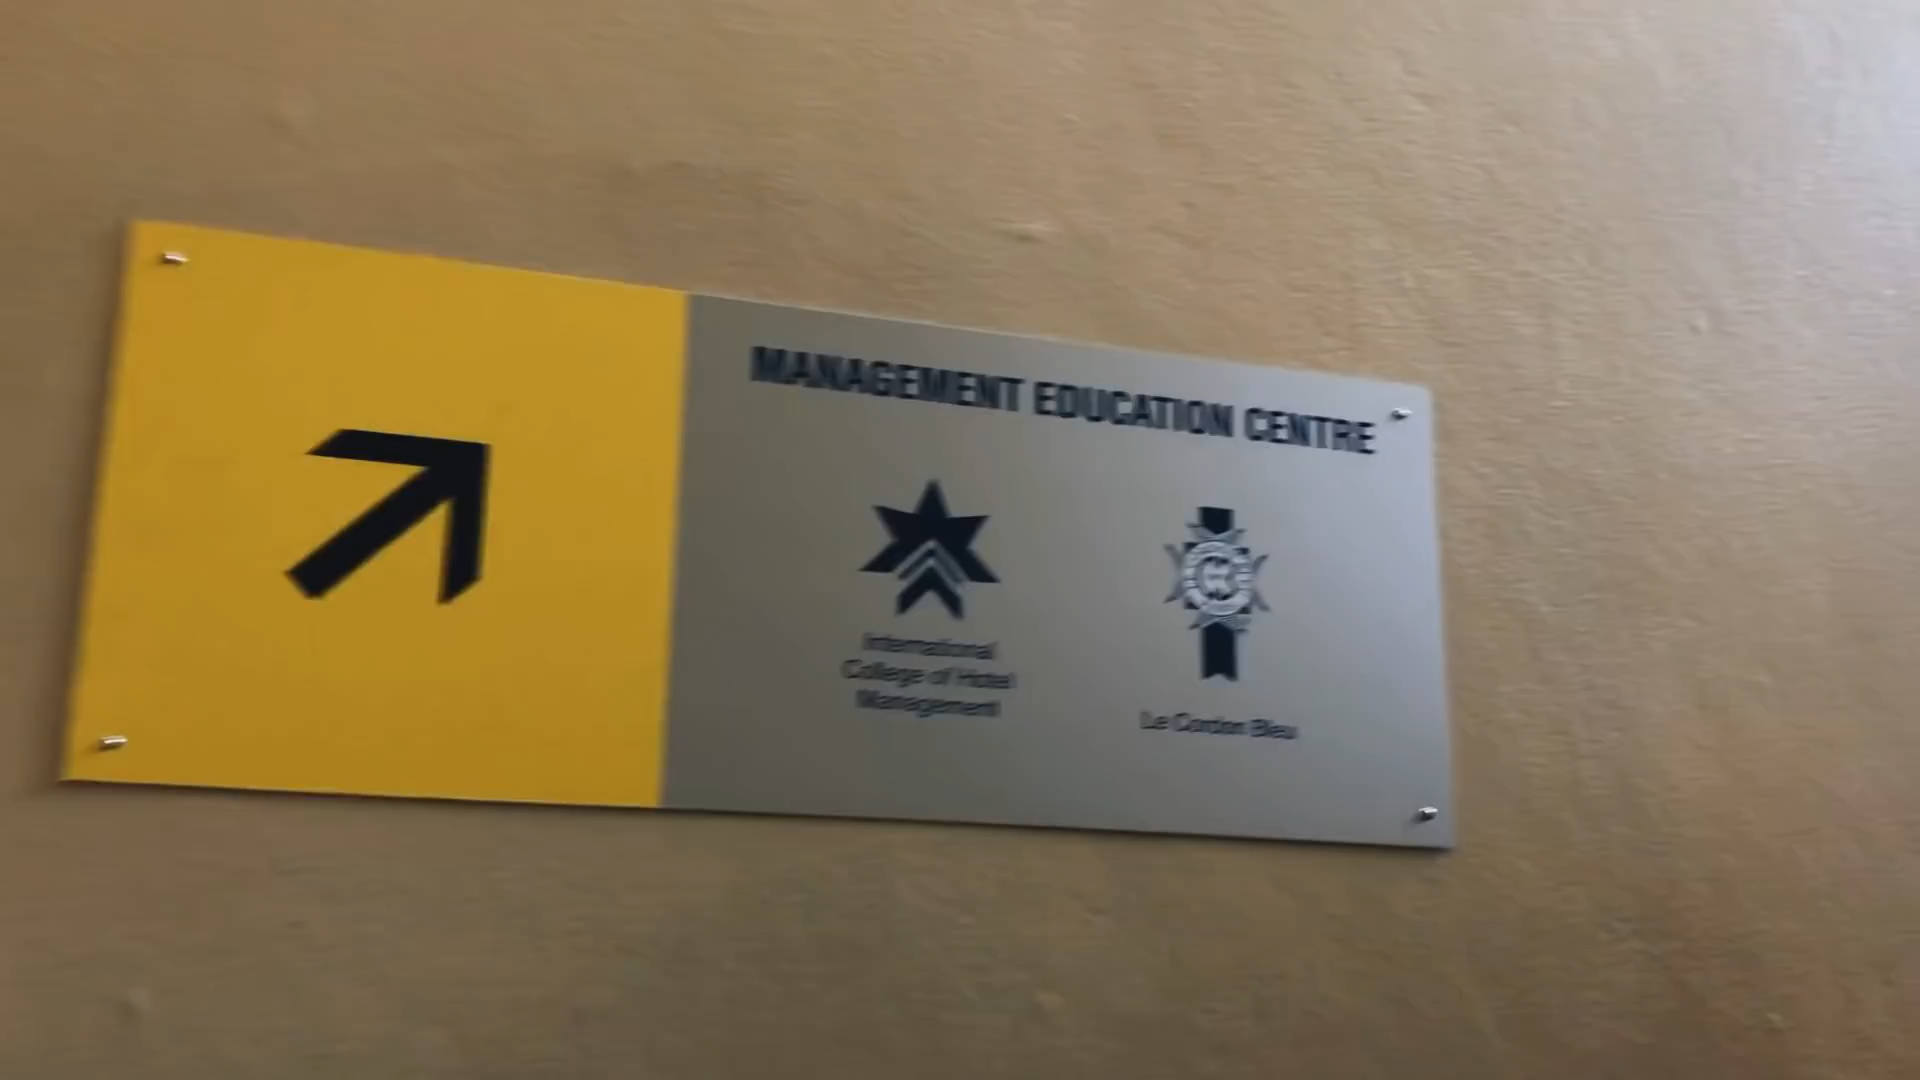 MANAGEMENT EDUCATION CENTRE
International
College of Hotel
Management
Le Cordon Bleu